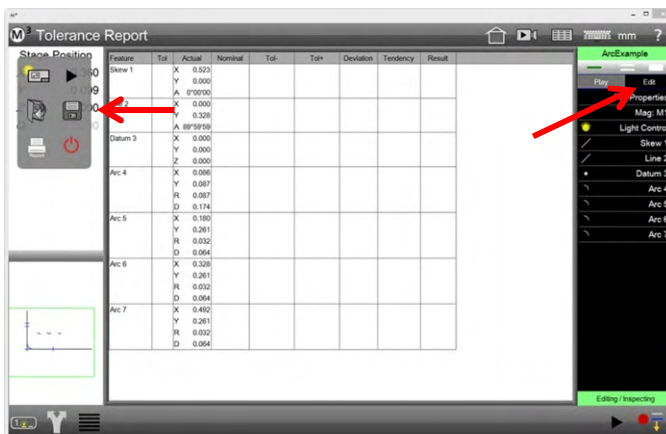 M³ Tolerance Report
mm ?
Stage Position
Feature Tol Actual Nominal Tol- Tol+ Deviation Tendency Result
Skew 1 X 0.523
Y 0.000
A 0°00'00
X 0.000
Y 0.328
A 89°59'59
Datum 3 X 0.000
Y 0.000
Z 0.000
Arc 4 X 0.086
Y 0.087
R 0.087
D 0.174
Arc 5 X 0.180
Y 0.261
R 0.032
D 0.064
Arc 6 X 0.328
Y 0.261
R 0.032
D 0.064
Arc 7 X 0.492
Y 0.261
R 0.032
D 0.064
ArcExample
Play Edit
Properties
Mag: M1
Light Contro
Skew 1
Line 2
Datum 3
Arc 4
Arc 5
Arc 6
Arc 7
Editing / Inspecting